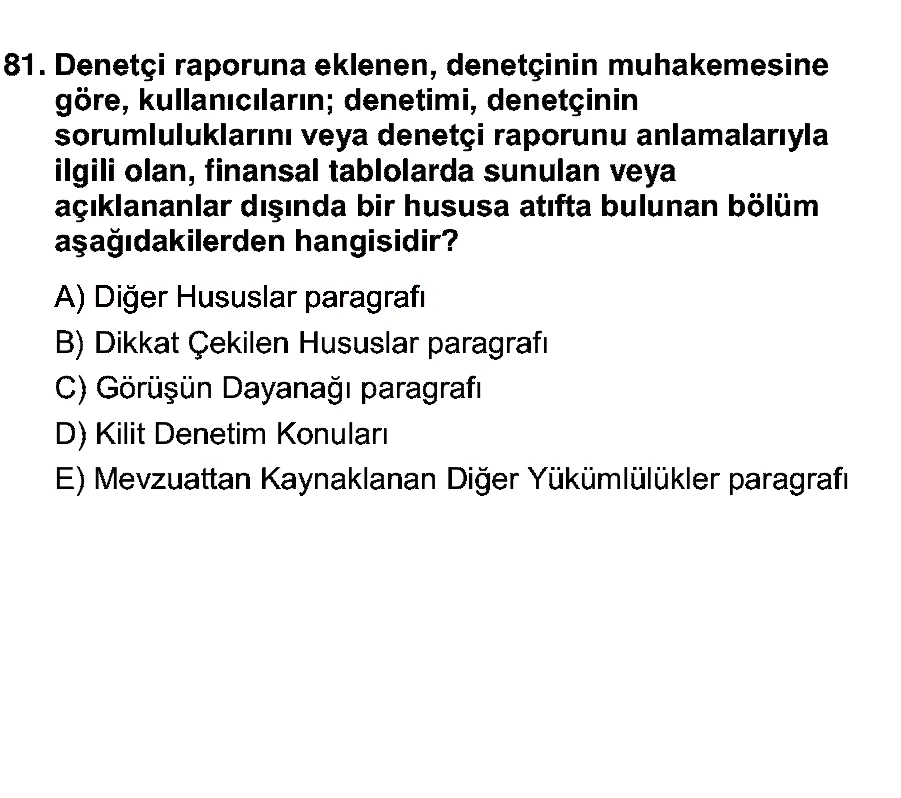 81. Denetçi raporuna eklenen, denetçinin muhakemesine
göre, kullanıcıların; denetimi, denetçinin
sorumluluklarını veya denetçi raporunu anlamalarıyla
ilgili olan, finansal tablolarda sunulan veya
açıklananlar dışında bir hususa atıfta bulunan bölüm
aşağıdakilerden hangisidir?
A) Diğer Hususlar paragrafı
B) Dikkat Çekilen Hususlar paragrafı
C) Görüşün Dayanağı paragrafı
D) Kilit Denetim Konuları
E) Mevzuattan Kaynaklanan Diğer Yükümlülükler paragrafı